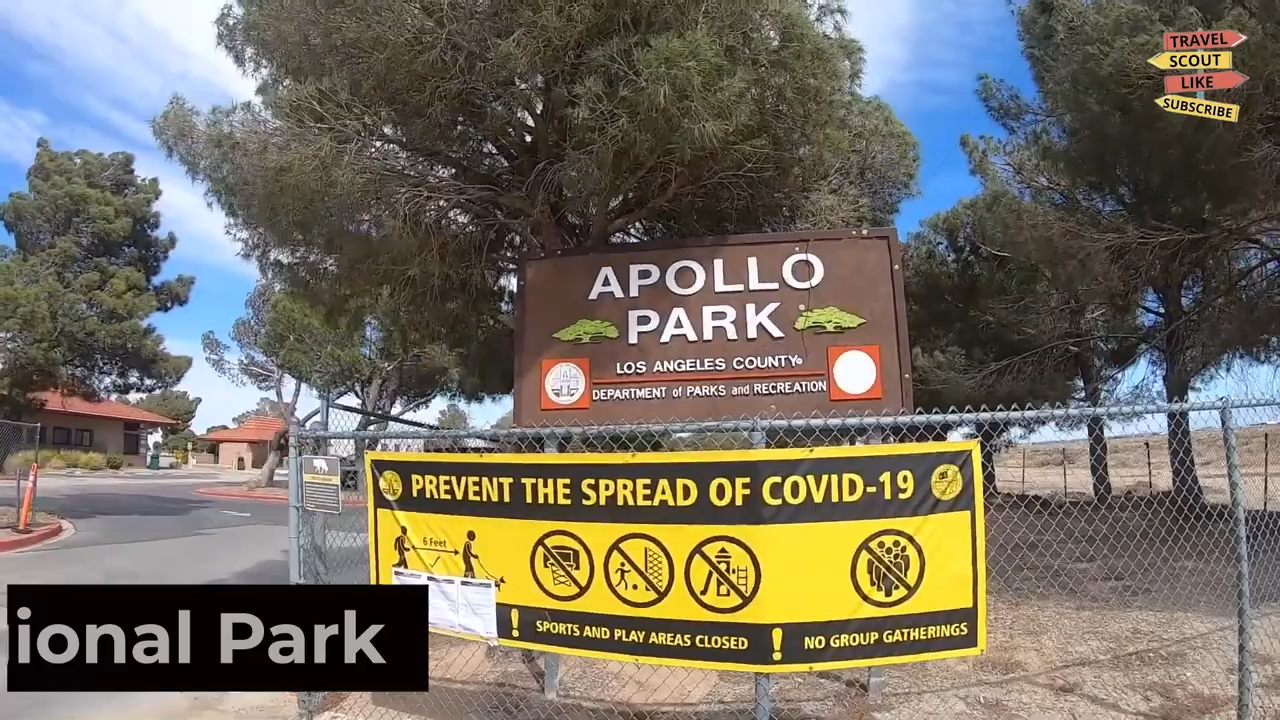 TRAVEL
SCOUT
LIKE
SUBSCRIBE
APOLLO
PARK
LOS ANGELES COUNTY
DEPARTMENT of PARKS and RECREATION
PREVENT THE SPREAD OF COVID-19
6 Feet
! SPORTS AND PLAY AREAS CLOSED ! NO GROUP GATHERINGS
ional Park